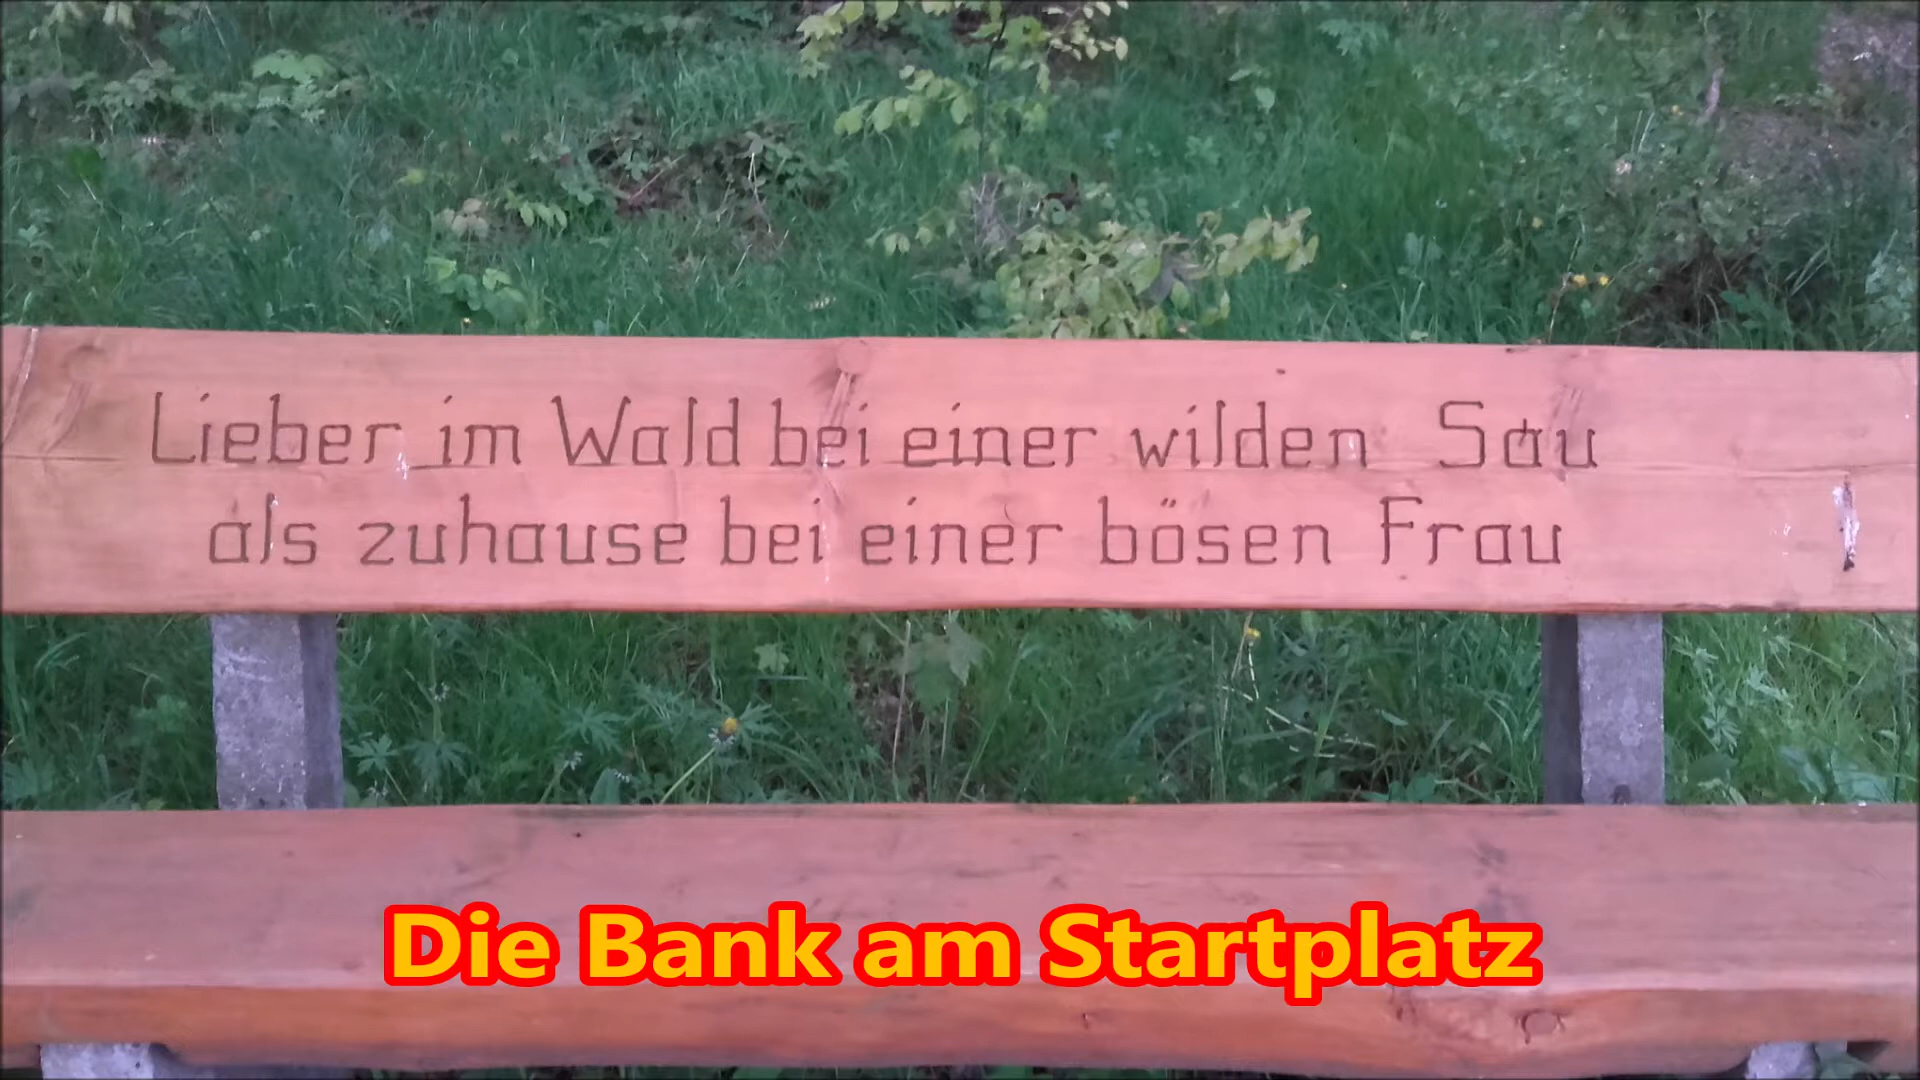 Lieber im Wald bei einer wilden Sau
als zuhause bei einer bösen Frau
Die Bank am Startplatz